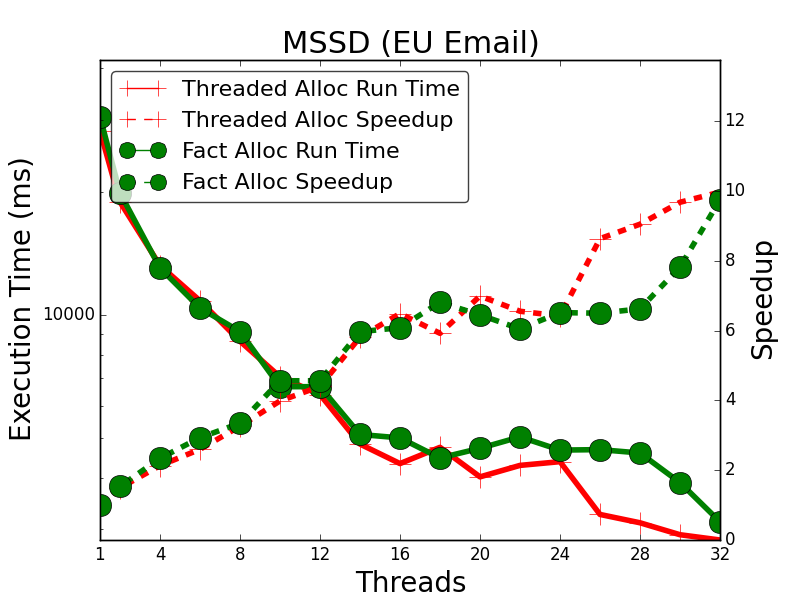 MSSD (EU Email)
Threaded Alloc Run Time
Threaded Alloc Speedup
Fact Alloc Run Time
Fact Alloc Speedup
Execution Time (ms)
10000
Speedup
12
10
8
6
4
2
0
1 4 8 12 16 20 24 28 32
Threads